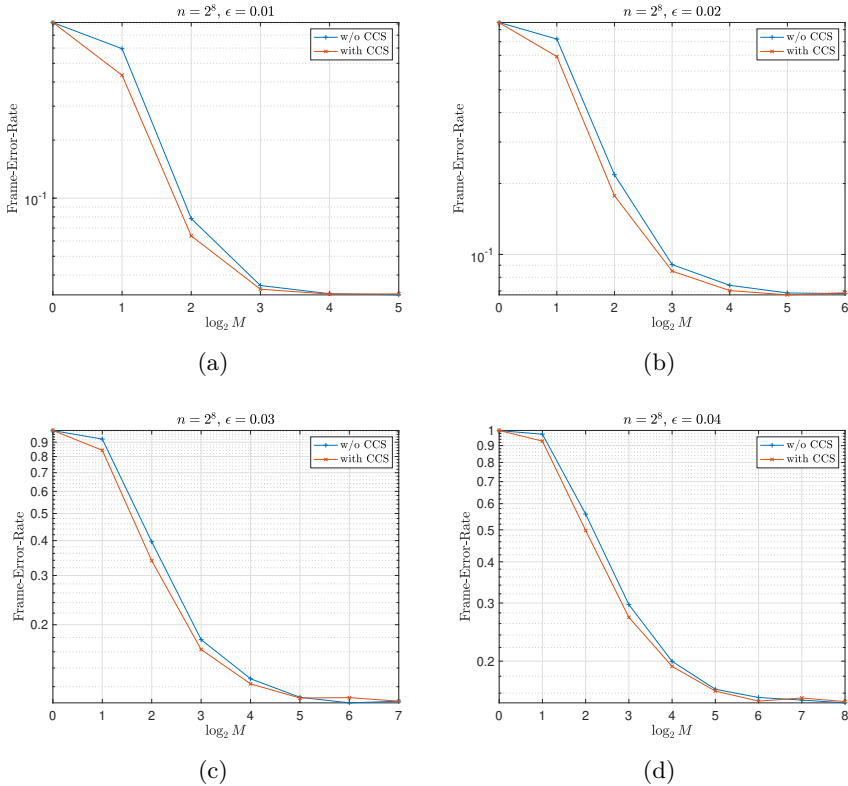 n = 2^8, ϵ = 0.01
w/o CCS
with CCS
Frame-Error-Rate
10^-1
0 1 2 3 4 5
log_2 M
(a)
n = 2^8, ϵ = 0.02
w/o CCS
with CCS
Frame-Error-Rate
10^-1
0 1 2 3 4 5 6
log_2 M
(b)
n = 2^8, ϵ = 0.03
w/o CCS
with CCS
Frame-Error-Rate
0.9
0.8
0.7
0.6
0.5
0.4
0.3
0.2
0 1 2 3 4 5 6 7
log_2 M
(c)
n = 2^8, ϵ = 0.04
w/o CCS
with CCS
Frame-Error-Rate
1
0.9
0.8
0.7
0.6
0.5
0.3
0.2
0 1 2 3 4 5 6 7 8
log_2 M
(d)